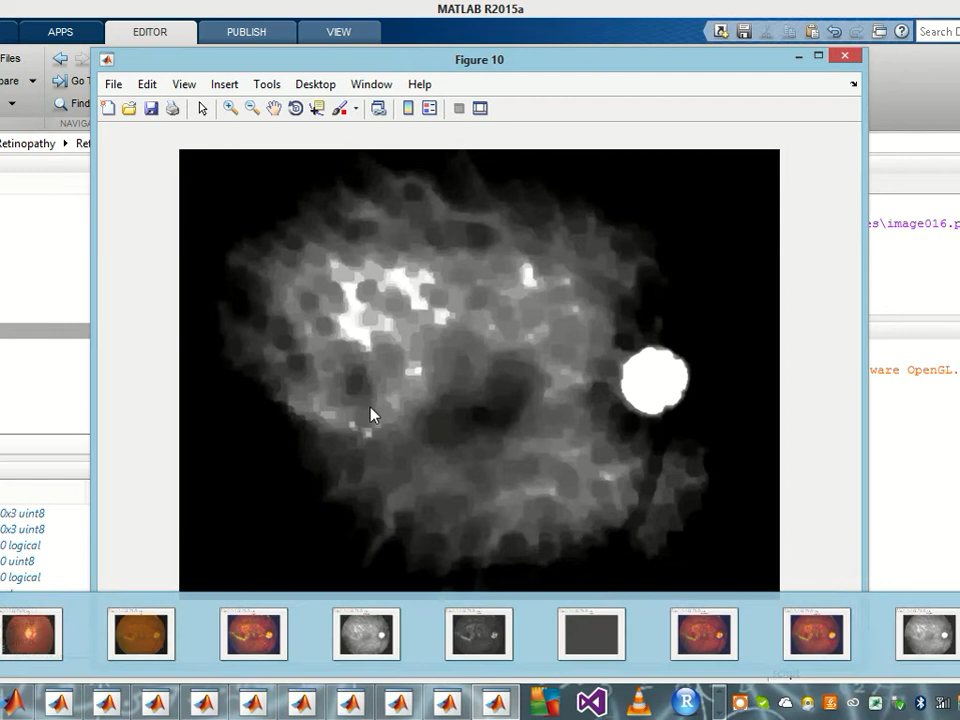 MATLAB R2015a
APPS EDITOR PUBLISH VIEW
Search D
Files
Figure 10
pare
File Edit View Insert Tools Desktop Window Help
Go T
Find
NAVIG
Retinopathy Ret
es\image016.p
ware OpenGL.
0x3 uint8
0x3 uint8
0 logical
0 uint8
0 logical